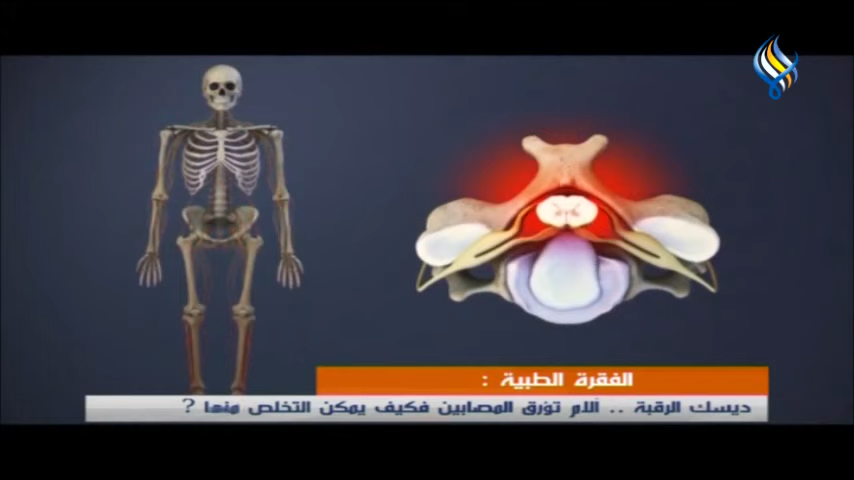 الفقرة الطبية :
ديسك الرقبة .. آلام تؤرق المصابين فكيف يمكن التخلص منها ?